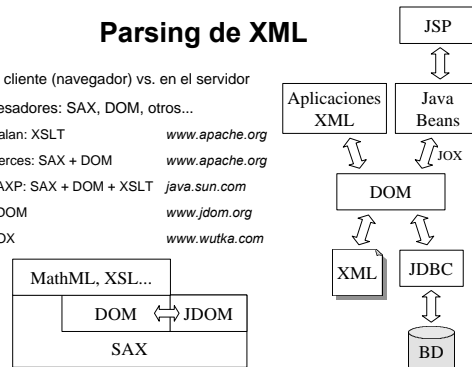 Parsing de XML
cliente (navegador) vs. en el servidor
esadores: SAX, DOM, otros...
alan: XSLT www.apache.org
erces: SAX + DOM www.apache.org
AXP: SAX + DOM + XSLT java.sun.com
DOM www.jdom.org
OX www.wutka.com
MathML, XSL...
DOM JDOM
SAX
JSP
Aplicaciones XML
Java Beans
JOX
DOM
XML
JDBC
BD